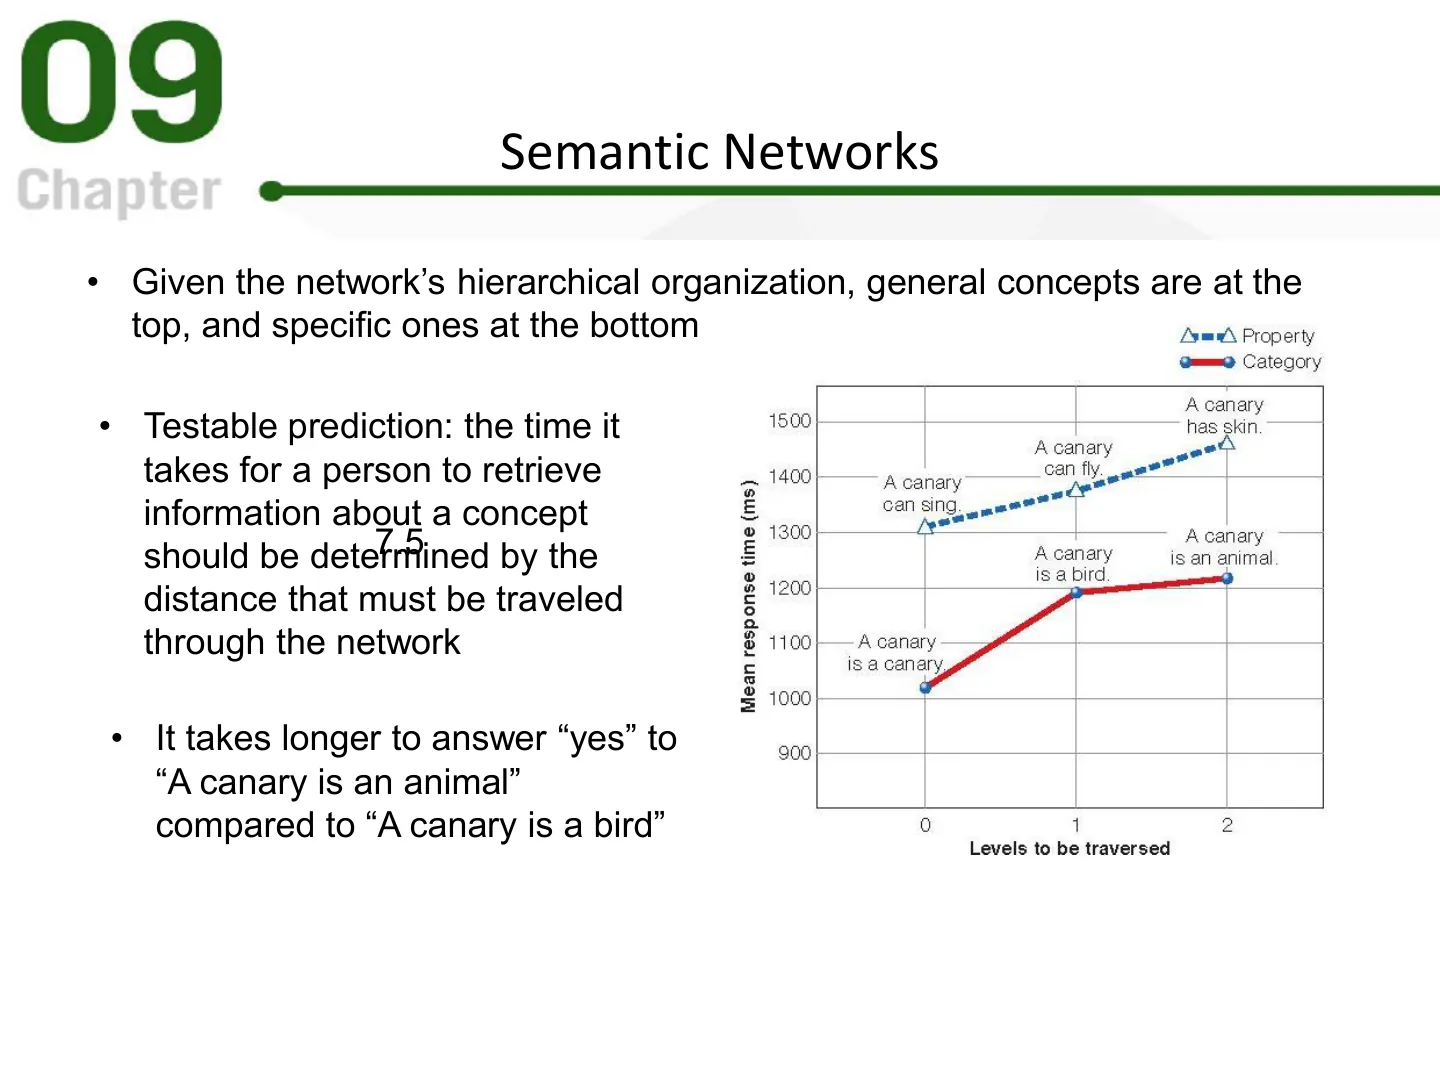 09
Chapter
Semantic Networks
• Given the network’s hierarchical organization, general concepts are at the
top, and specific ones at the bottom
• Testable prediction: the time it
takes for a person to retrieve
information about a concept
7.5
should be determined by the
distance that must be traveled
through the network
• It takes longer to answer “yes” to
“A canary is an animal”
compared to “A canary is a bird”
Property
Category
Mean response time (ms)
1500
1400
1300
1200
1100
1000
900
A canary
can sing.
A canary
can fly.
A canary
has skin.
A canary
is a canary.
A canary
is a bird.
A canary
is an animal.
0 1 2
Levels to be traversed